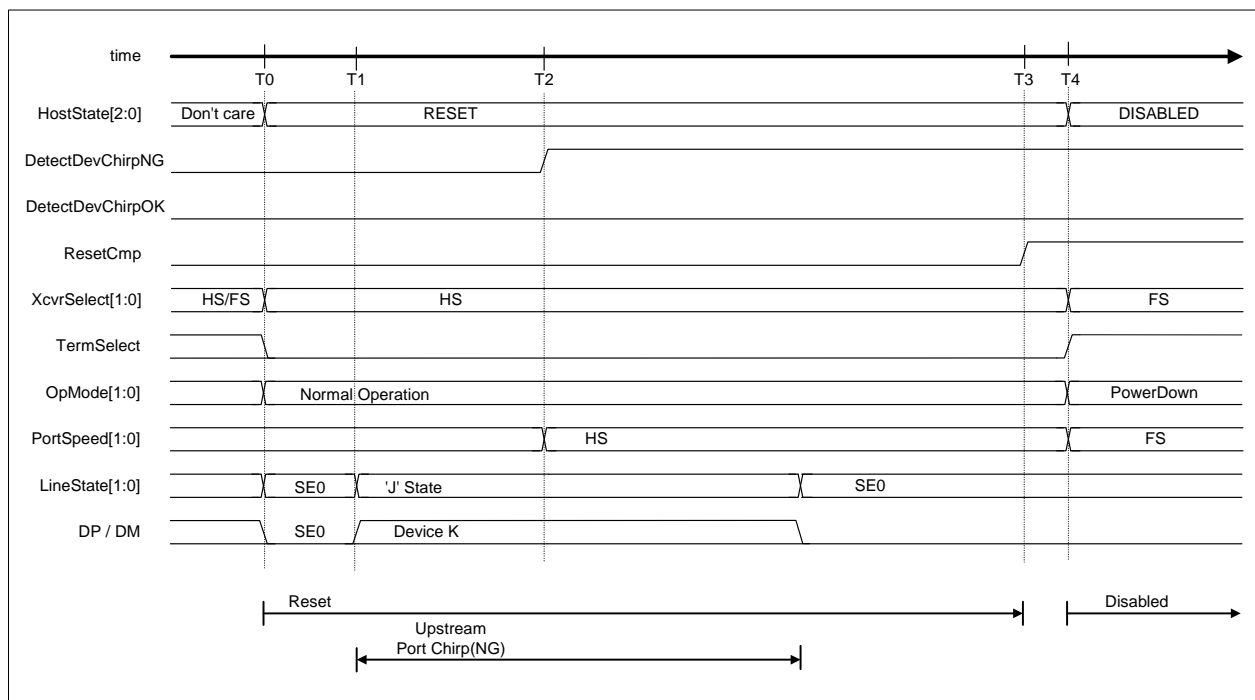 time
T0 T1 T2 T3 T4
HostState[2:0] Don't care RESET DISABLED
DetectDevChirpNG
DetectDevChirpOK
ResetCmp
XcvrSelect[1:0] HS/FS HS FS
TermSelect
OpMode[1:0] Normal Operation PowerDown
PortSpeed[1:0] HS FS
LineState[1:0] SE0 'J' State SE0
DP / DM SE0 Device K
Reset Disabled
Upstream
Port Chirp(NG)